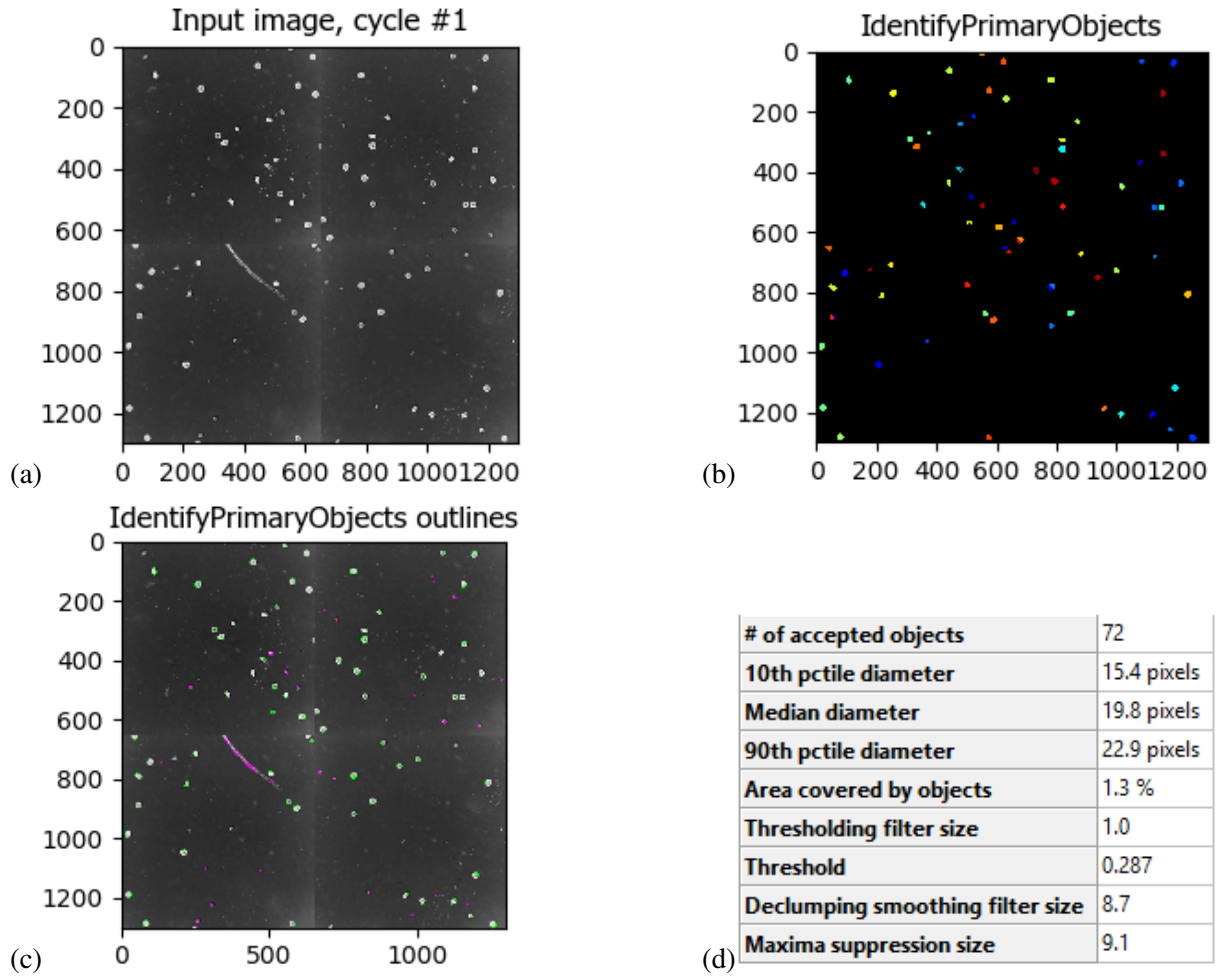 Input image, cycle #1
0
200
400
600
800
1000
1200
0 200 400 600 800 10001200
(a)
IdentifyPrimaryObjects
0
200
400
600
800
1000
1200
0 200 400 600 800 10001200
(b)
IdentifyPrimaryObjects outlines
0
200
400
600
800
1000
1200
0 500 1000
(c)
# of accepted objects 72
10th pctile diameter 15.4 pixels
Median diameter 19.8 pixels
90th pctile diameter 22.9 pixels
Area covered by objects 1.3 %
Thresholding filter size 1.0
Threshold 0.287
Declumping smoothing filter size 8.7
Maxima suppression size 9.1
(d)